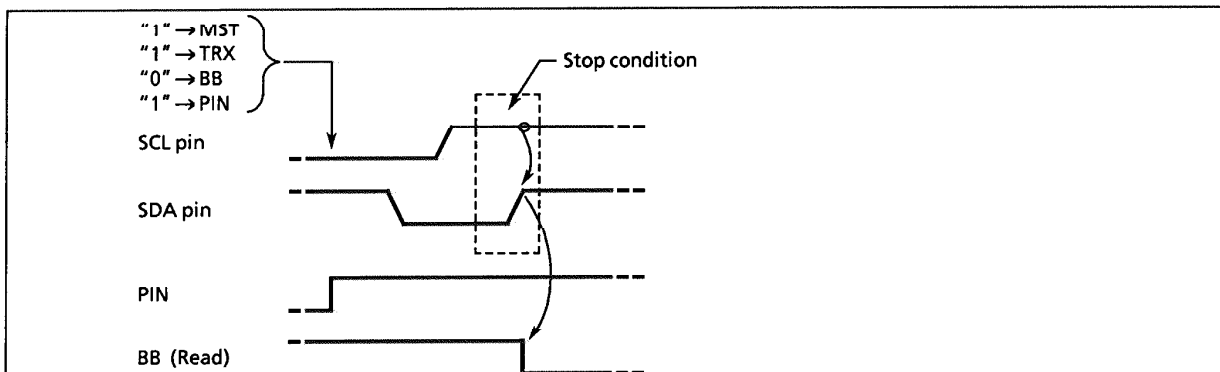 "1" → MST
"1" → TRX
"0" → BB
"1" → PIN
Stop condition
SCL pin
SDA pin
PIN
BB (Read)